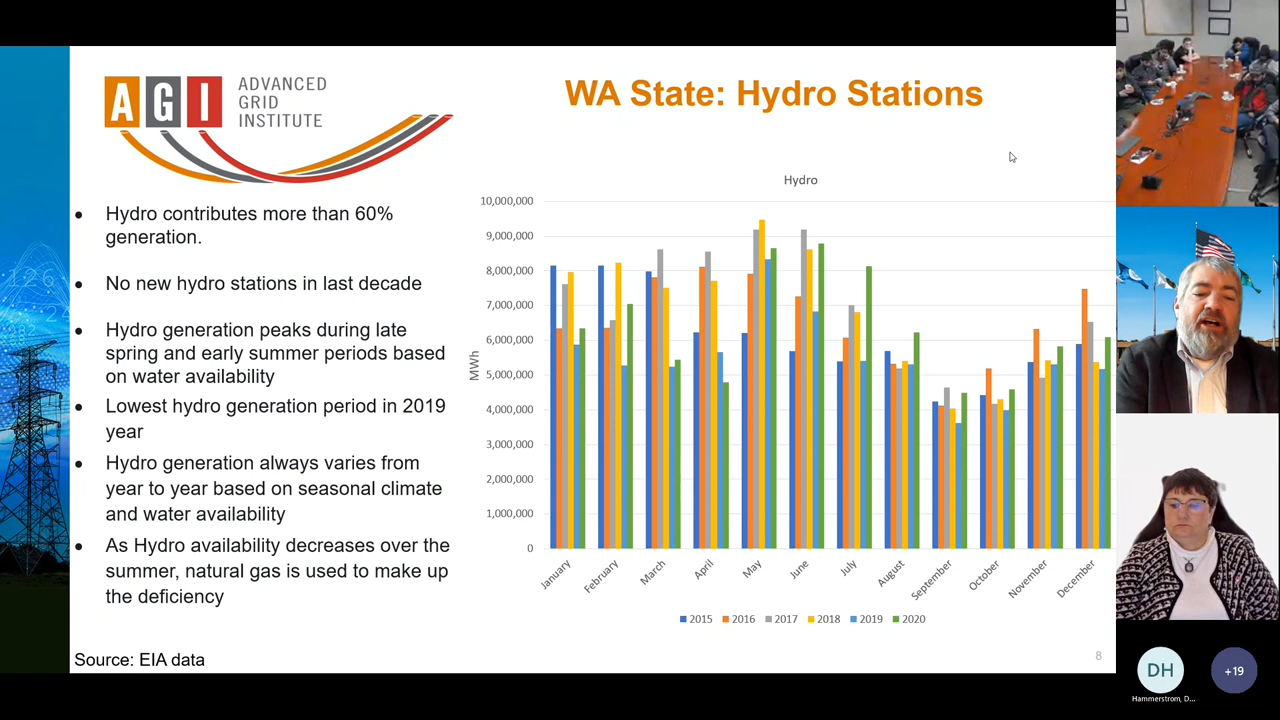 AGI
ADVANCED
GRID
INSTITUTE
WA State: Hydro Stations
• Hydro contributes more than 60%
generation.
• No new hydro stations in last decade
• Hydro generation peaks during late
spring and early summer periods based
on water availability
• Lowest hydro generation period in 2019
year
• Hydro generation always varies from
year to year based on seasonal climate
and water availability
• As Hydro availability decreases over the
summer, natural gas is used to make up
the deficiency
Source: EIA data
Hydro
MWh
10,000,000
9,000,000
8,000,000
7,000,000
6,000,000
5,000,000
4,000,000
3,000,000
2,000,000
1,000,000
0
January
February
March
April
May
June
July
August
September
October
November
December
2015 2016 2017 2018 2019 2020
8
DH
Hammerstrom, D...
+19